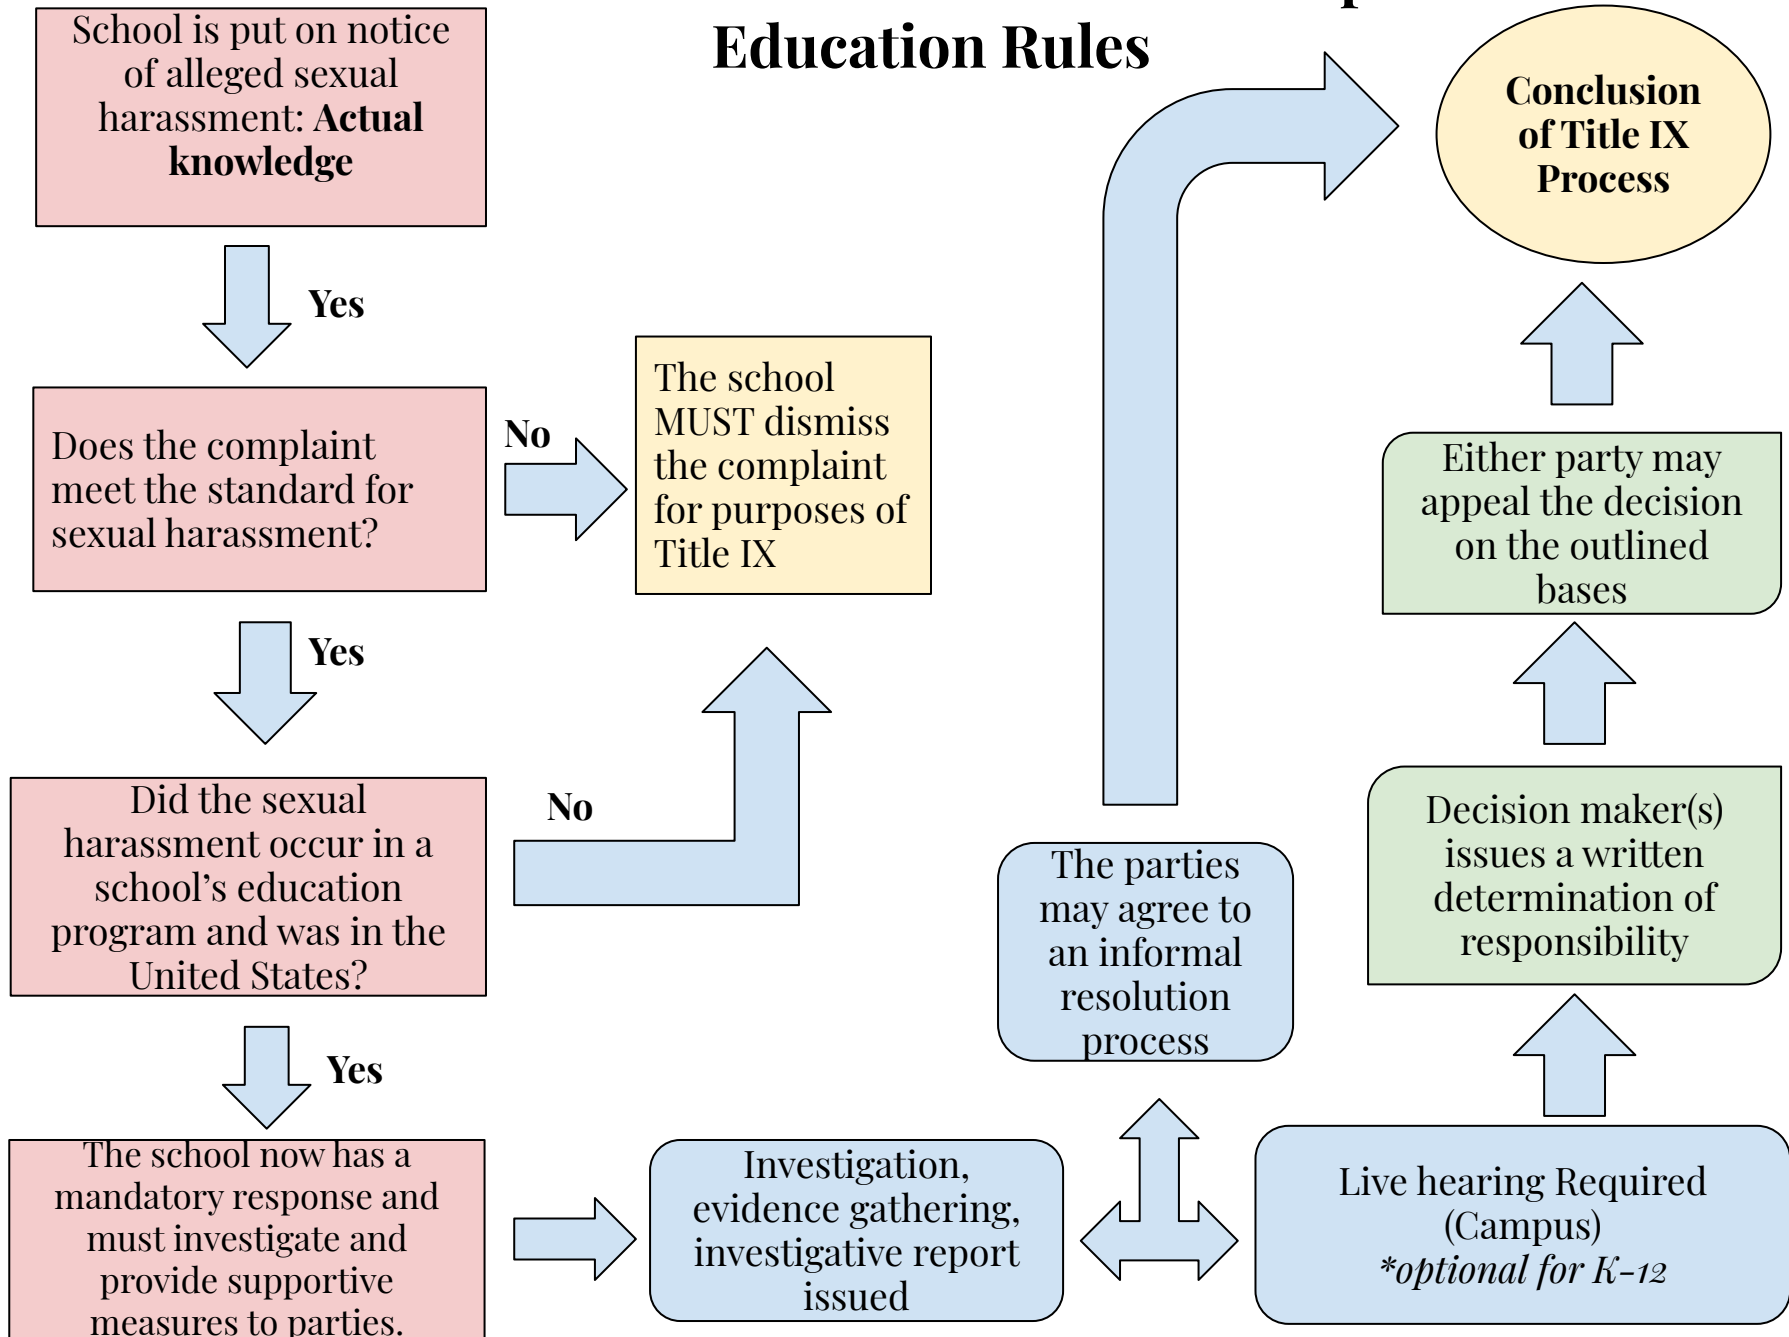 Education Rules
School is put on notice
of alleged sexual
harassment: Actual
knowledge
Yes
Does the complaint
meet the standard for
sexual harassment?
No
The school
MUST dismiss
the complaint
for purposes of
Title IX
Yes
Did the sexual
harassment occur in a
school’s education
program and was in the
United States?
No
Yes
The school now has a
mandatory response and
must investigate and
provide supportive
measures to parties.
Investigation,
evidence gathering,
investigative report
issued
The parties
may agree to
an informal
resolution
process
Live hearing Required
(Campus)
*optional for K-12
Decision maker(s)
issues a written
determination of
responsibility
Either party may
appeal the decision
on the outlined
bases
Conclusion
of Title IX
Process